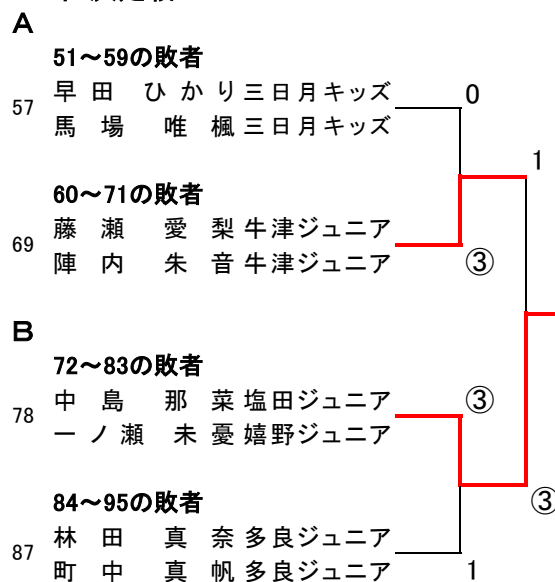 A
51～59の敗者
57 早田 ひかり 三日月キッズ 0
馬場 唯楓 三日月キッズ
1
60～71の敗者
69 藤瀬 愛梨 牛津ジュニア
陣内 朱音 牛津ジュニア ③
B
72～83の敗者
78 中島 那菜 塩田ジュニア ③
一ノ瀬 未憂 嬉野ジュニア
84～95の敗者 ③
87 林田 真奈 多良ジュニア
町中 真帆 多良ジュニア 1